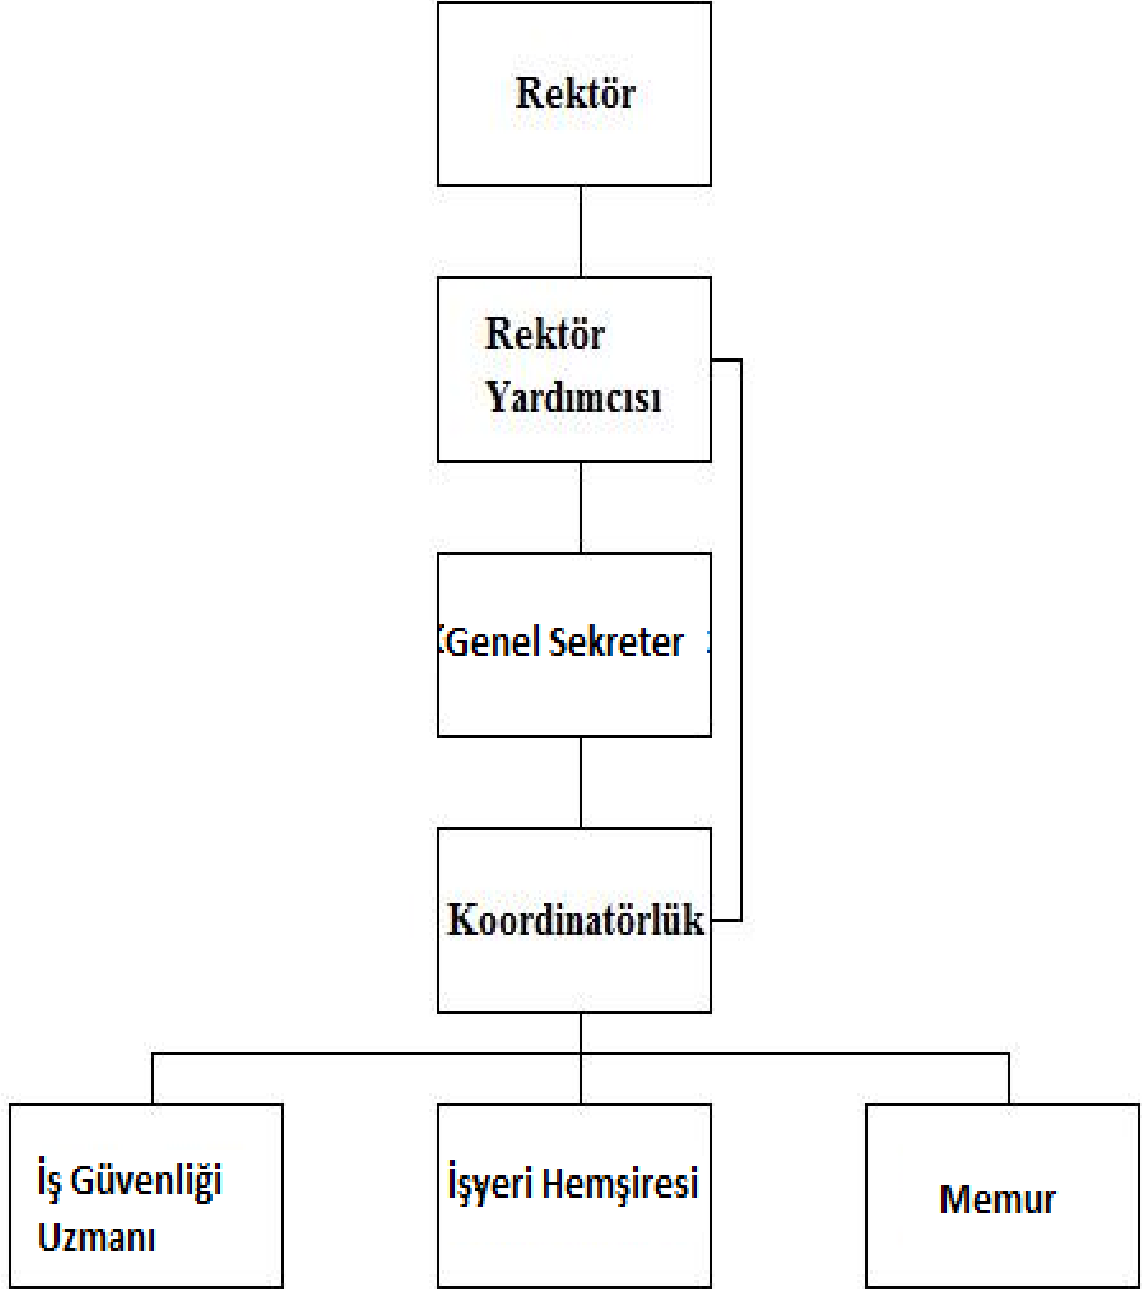 Rektör
Rektör
Yardımcısı
Genel Sekreter
Koordinatörlük
İş Güvenliği
Uzmanı
İşyeri Hemşiresi
Memur